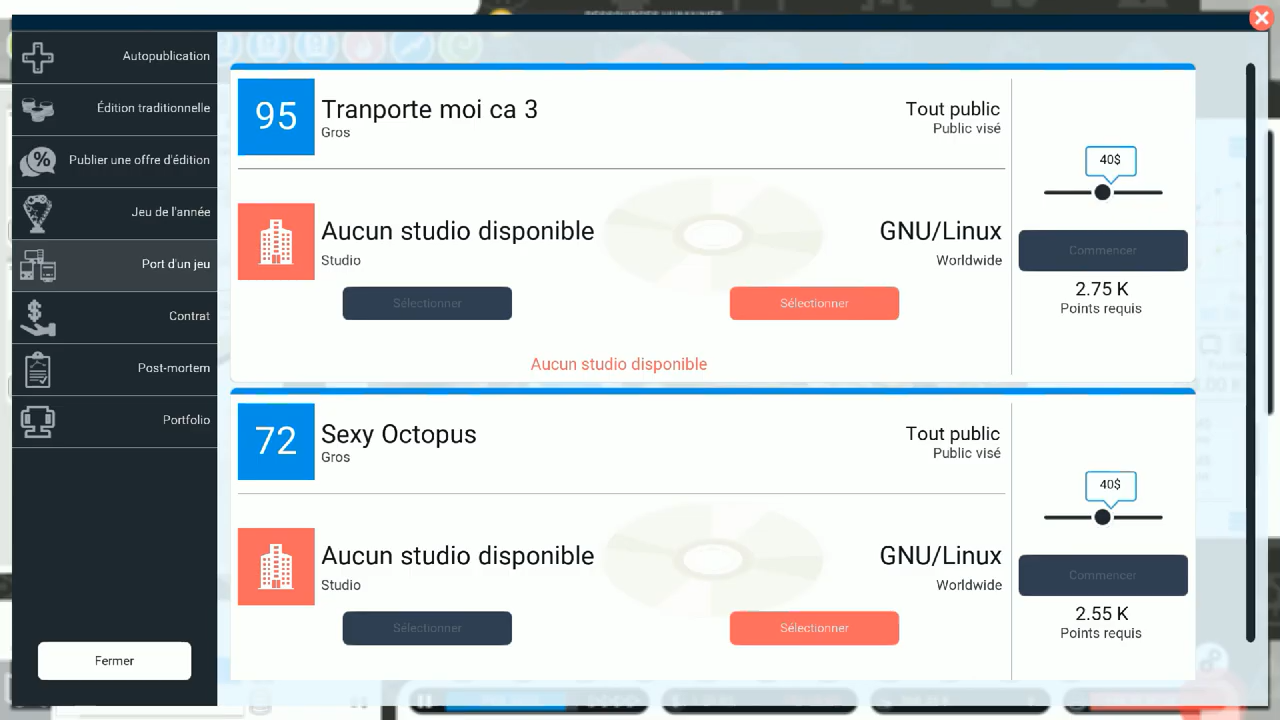 Autopublication
Édition traditionnelle
Publier une offre d'édition
Jeu de l'année
Port d'un jeu
Contrat
Post-mortem
Portfolio
Fermer
95
Tranporte moi ca 3
Gros
Tout public
Public visé
Aucun studio disponible
Studio
GNU/Linux
Worldwide
Sélectionner
Sélectionner
Aucun studio disponible
40$
Commencer
2.75 K
Points requis
72
Sexy Octopus
Gros
Tout public
Public visé
Aucun studio disponible
Studio
GNU/Linux
Worldwide
Sélectionner
Sélectionner
40$
Commencer
2.55 K
Points requis